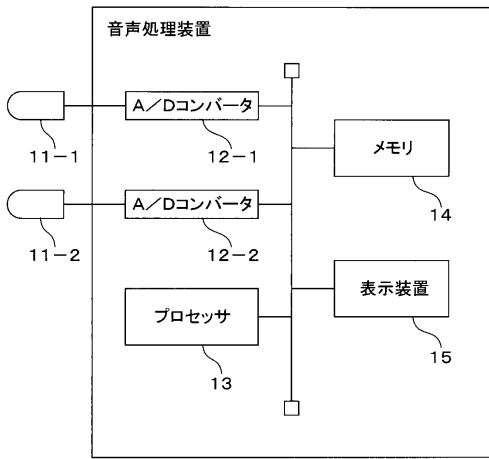 音声処理装置
A/Dコンバータ
11-1
12-1
メモリ
14
A/Dコンバータ
11-2
12-2
プロセッサ
13
表示装置
15